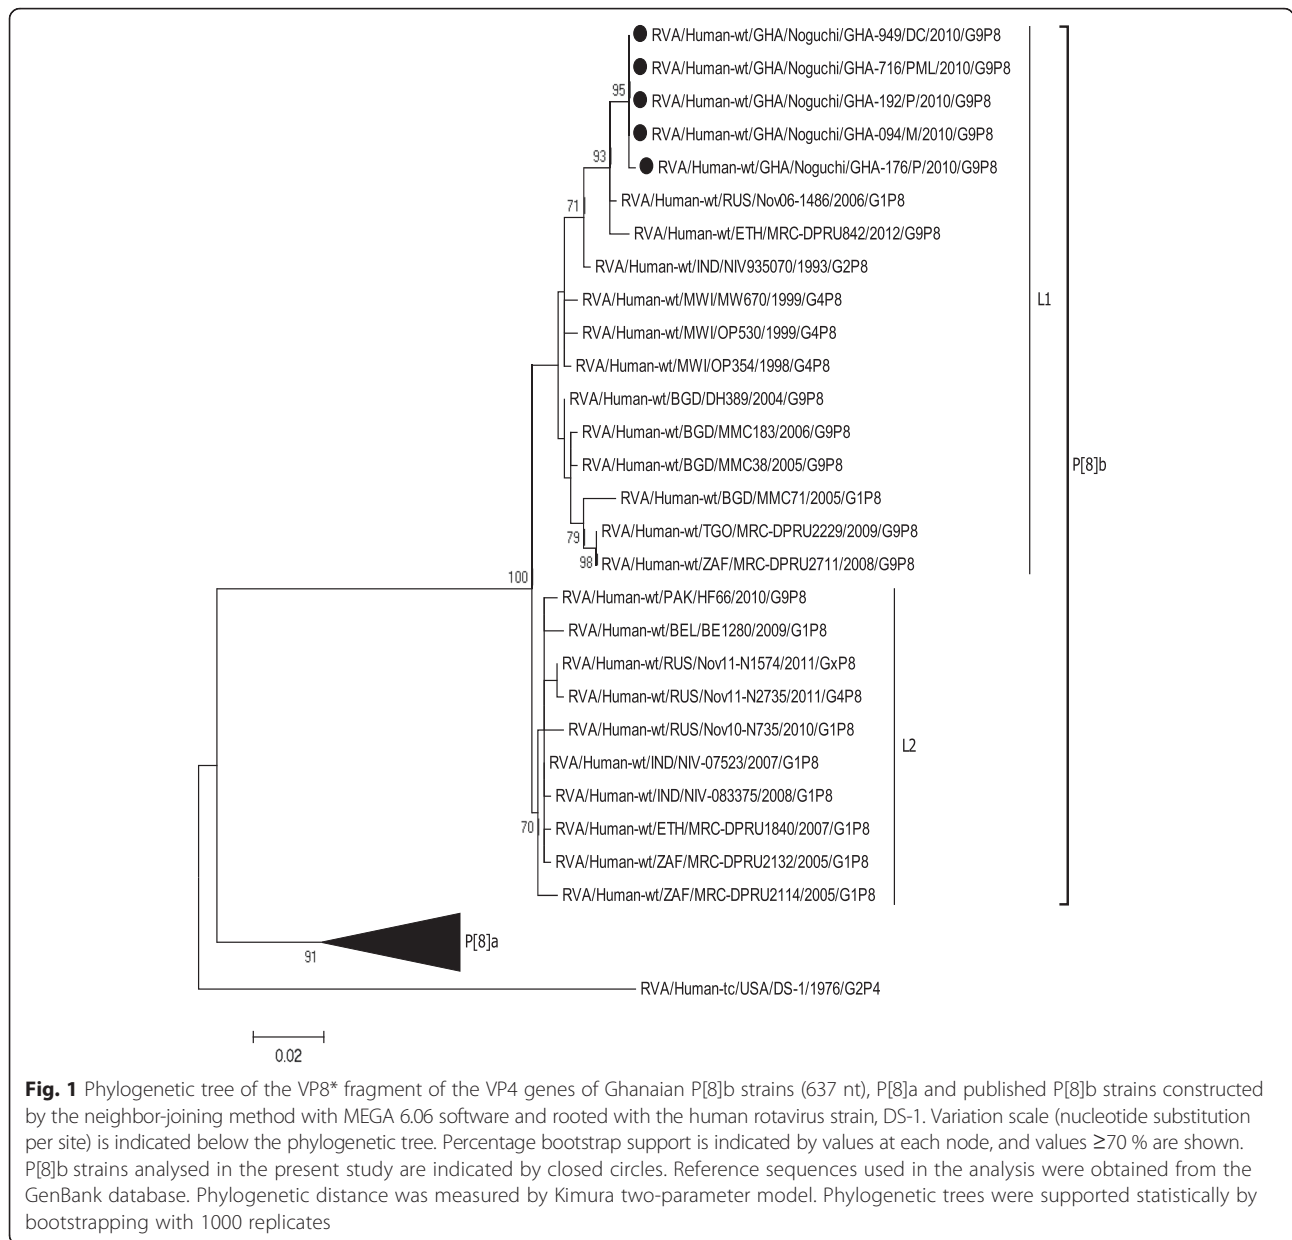 RVA/Human-wt/GHA/Noguchi/GHA-949/DC/2010/G9P8
RVA/Human-wt/GHA/Noguchi/GHA-716/PML/2010/G9P8
95
RVA/Human-wt/GHA/Noguchi/GHA-192/P/2010/G9P8
RVA/Human-wt/GHA/Noguchi/GHA-094/M/2010/G9P8
93
RVA/Human-wt/GHA/Noguchi/GHA-176/P/2010/G9P8
71
RVA/Human-wt/RUS/Nov06-1486/2006/G1P8
RVA/Human-wt/ETH/MRC-DPRU842/2012/G9P8
RVA/Human-wt/IND/NIV935070/1993/G2P8
RVA/Human-wt/MWI/MW670/1999/G4P8
L1
RVA/Human-wt/MWI/OP530/1999/G4P8
RVA/Human-wt/MWI/OP354/1998/G4P8
RVA/Human-wt/BGD/DH389/2004/G9P8
RVA/Human-wt/BGD/MMC183/2006/G9P8
RVA/Human-wt/BGD/MMC38/2005/G9P8
P[8]b
RVA/Human-wt/BGD/MMC71/2005/G1P8
79
RVA/Human-wt/TGO/MRC-DPRU2229/2009/G9P8
98
RVA/Human-wt/ZAF/MRC-DPRU2711/2008/G9P8
100
RVA/Human-wt/PAK/HF66/2010/G9P8
RVA/Human-wt/BEL/BE1280/2009/G1P8
RVA/Human-wt/RUS/Nov11-N1574/2011/GxP8
RVA/Human-wt/RUS/Nov11-N2735/2011/G4P8
RVA/Human-wt/RUS/Nov10-N735/2010/G1P8
L2
RVA/Human-wt/IND/NIV-07523/2007/G1P8
RVA/Human-wt/IND/NIV-083375/2008/G1P8
70
RVA/Human-wt/ETH/MRC-DPRU1840/2007/G1P8
RVA/Human-wt/ZAF/MRC-DPRU2132/2005/G1P8
RVA/Human-wt/ZAF/MRC-DPRU2114/2005/G1P8
91
P[8]a
RVA/Human-tc/USA/DS-1/1976/G2P4
0.02
Fig. 1 Phylogenetic tree of the VP8* fragment of the VP4 genes of Ghanaian P[8]b strains (637 nt), P[8]a and published P[8]b strains constructed
by the neighbor-joining method with MEGA 6.06 software and rooted with the human rotavirus strain, DS-1. Variation scale (nucleotide substitution
per site) is indicated below the phylogenetic tree. Percentage bootstrap support is indicated by values at each node, and values ≥70 % are shown.
P[8]b strains analysed in the present study are indicated by closed circles. Reference sequences used in the analysis were obtained from the
GenBank database. Phylogenetic distance was measured by Kimura two-parameter model. Phylogenetic trees were supported statistically by
bootstrapping with 1000 replicates